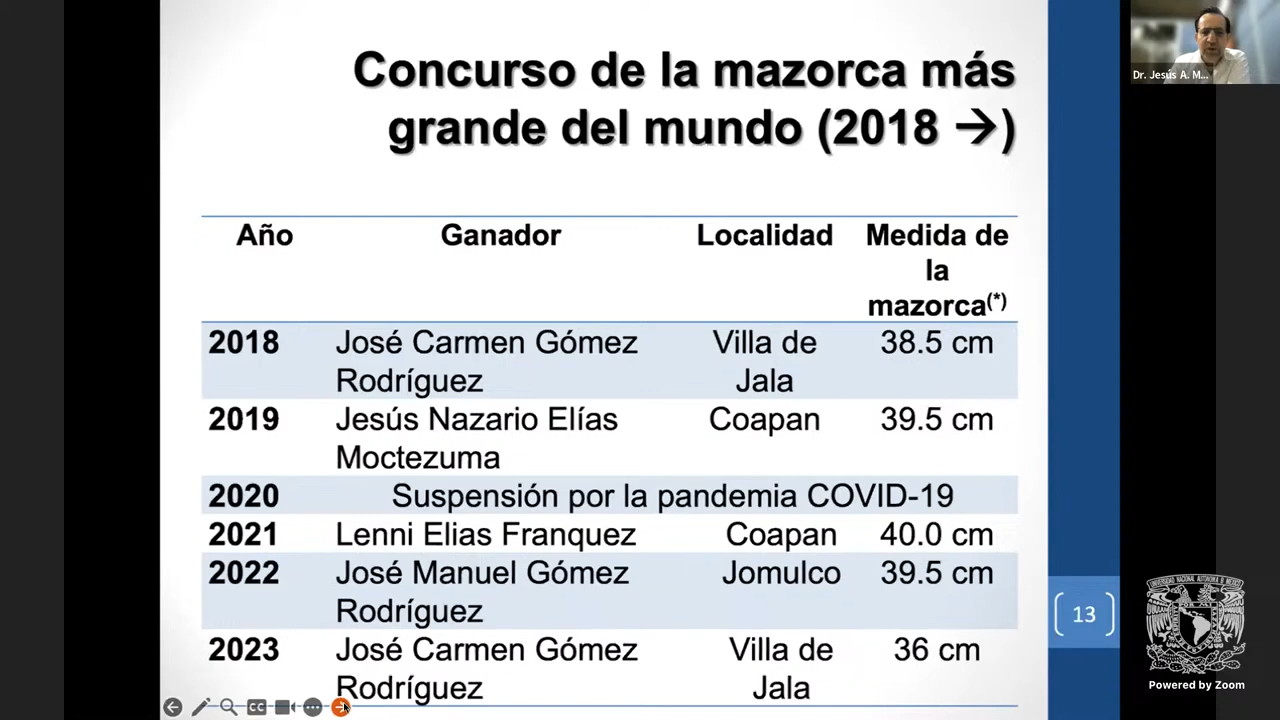 Concurso de la mazorca más
grande del mundo (2018 →)
Dr. Jesús A. M...
Año Ganador Localidad Medida de
la
mazorca(*)
2018 José Carmen Gómez Villa de 38.5 cm
Rodríguez Jala
2019 Jesús Nazario Elías Coapan 39.5 cm
Moctezuma
2020 Suspensión por la pandemia COVID-19
2021 Lenni Elias Franquez Coapan 40.0 cm
2022 José Manuel Gómez Jomulco 39.5 cm
Rodríguez
13
2023 José Carmen Gómez Villa de 36 cm
Rodríguez Jala
CC
Powered by Zoom